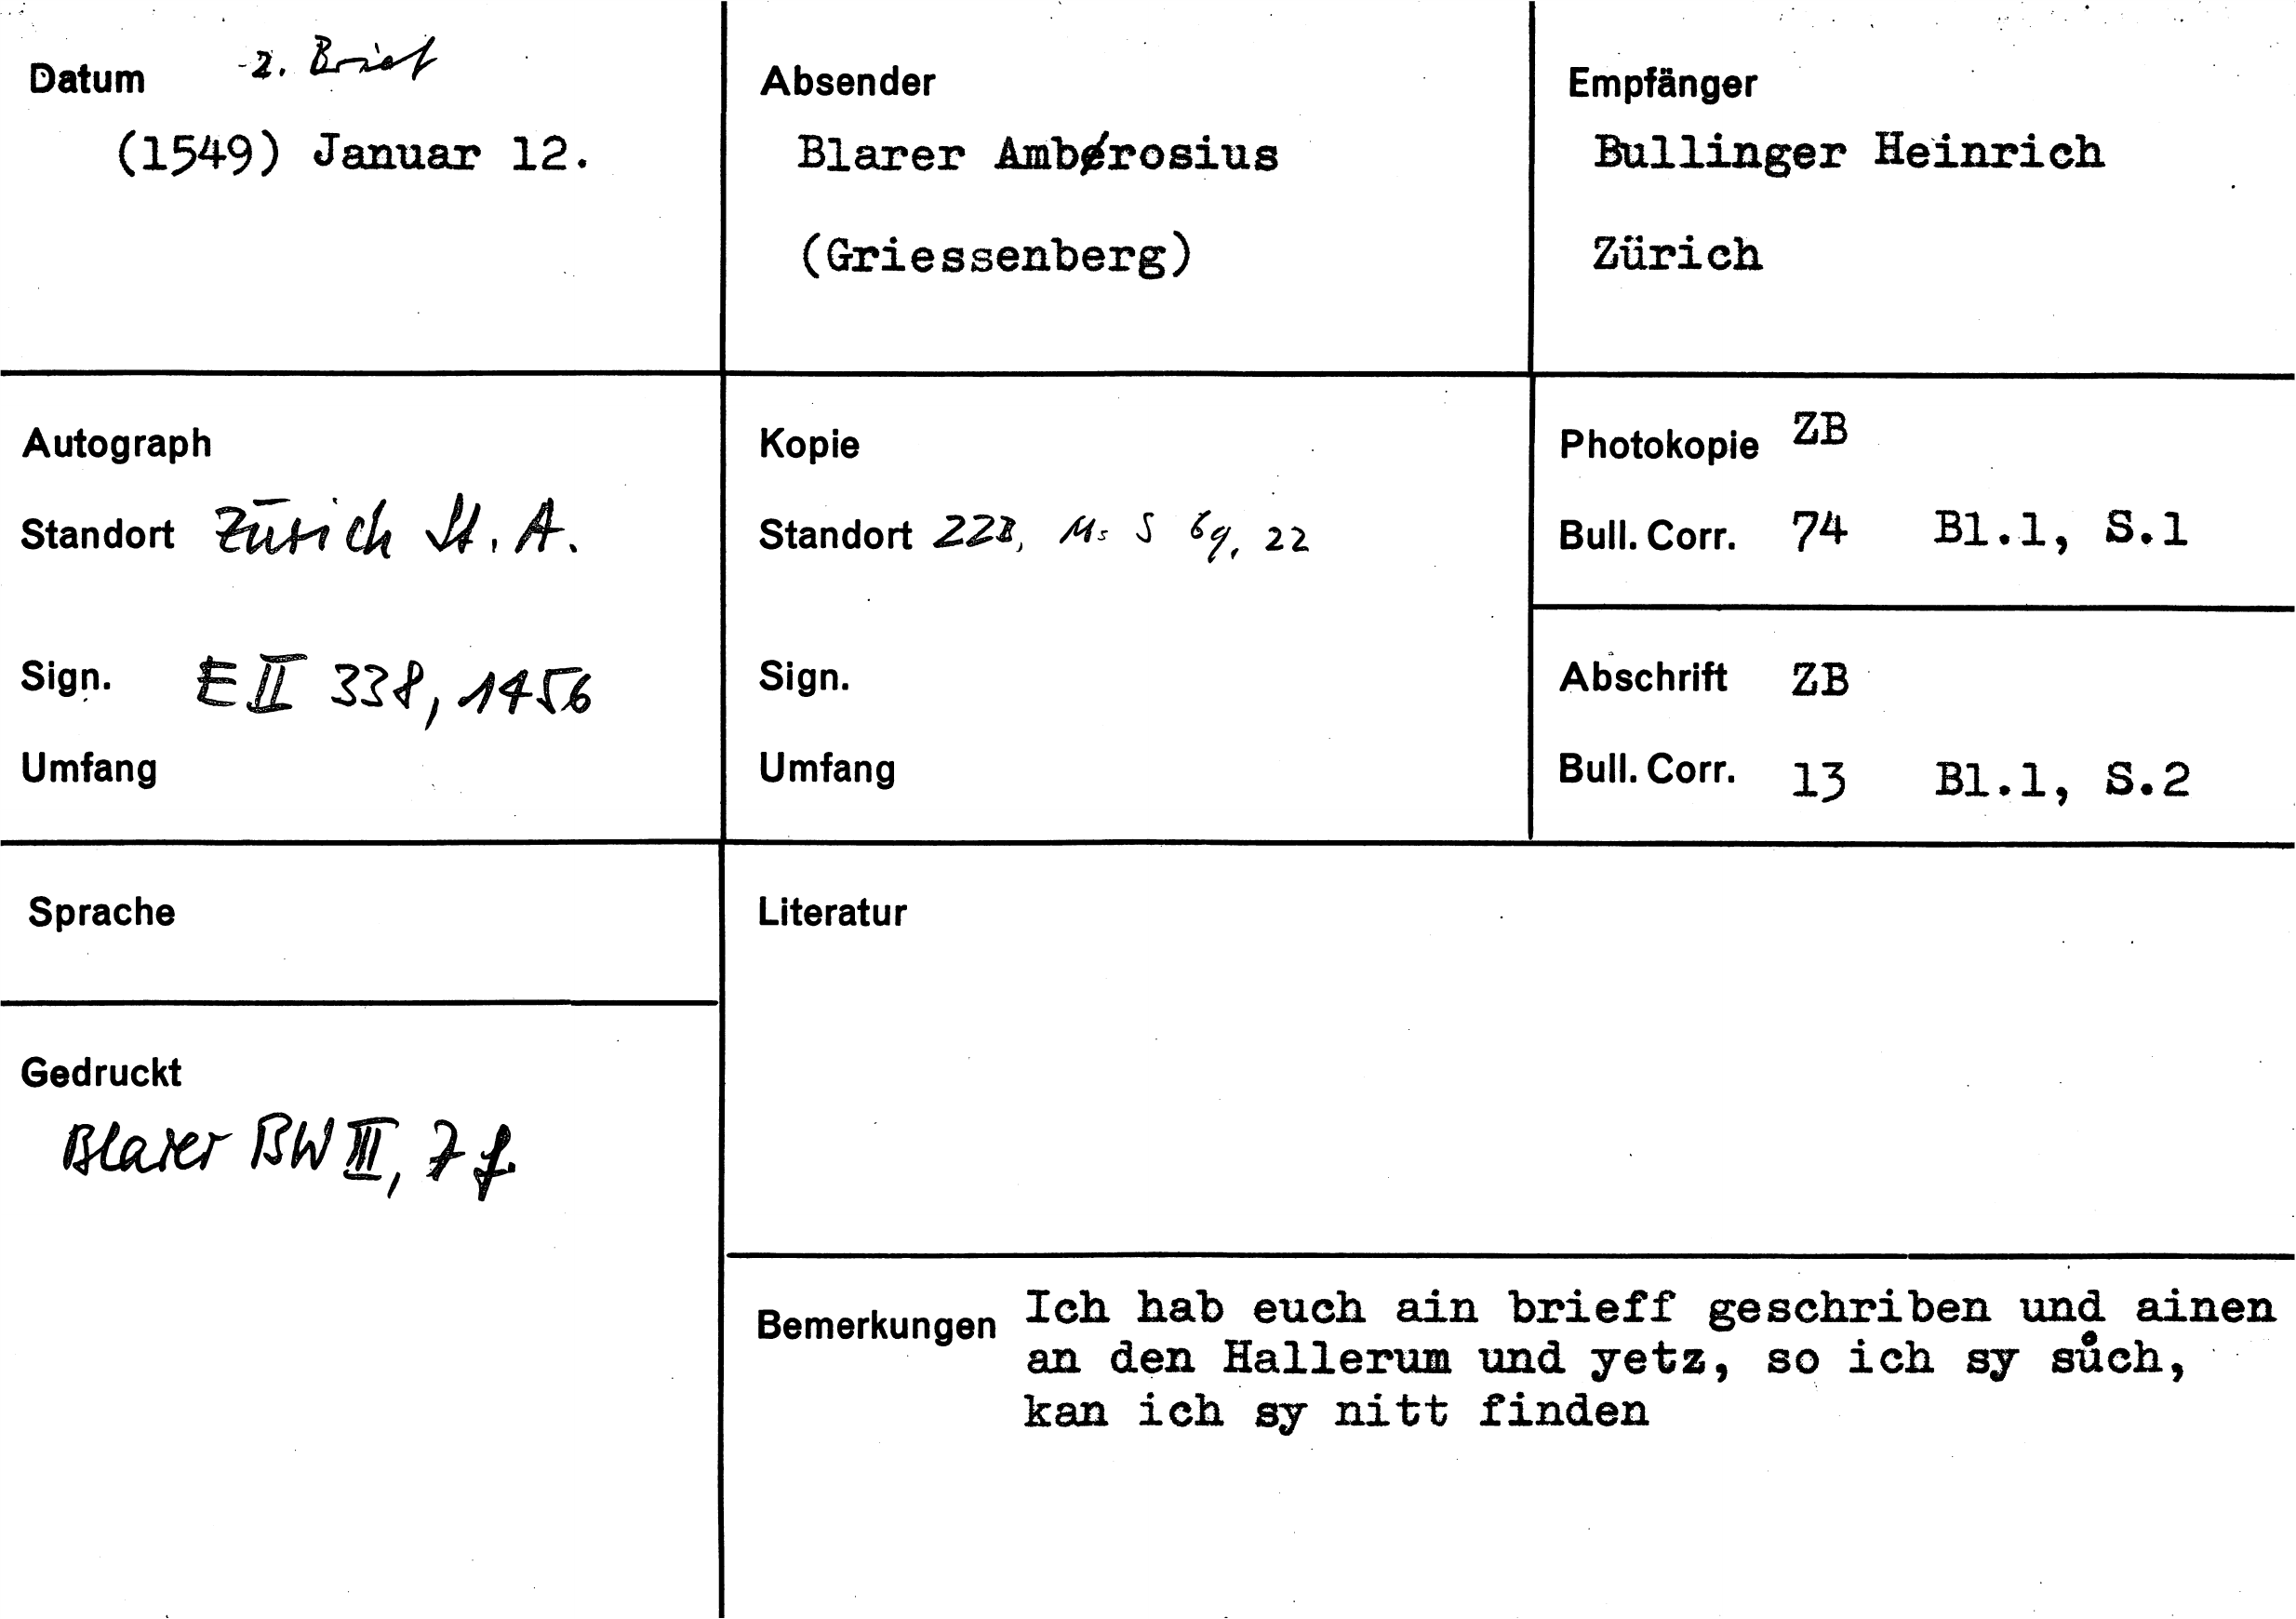 Datum 2. Brief
(1549) Januar 12.
Absender
Blarer Ambrosius
(Griessenberg)
Empfänger
Bullinger Heinrich
Zürich
Autograph
Standort Zürich St. A.
Sign. E II 338, 1456
Umfang
Kopie
Standort ZZB, Ms S 69, 22
Sign.
Umfang
Photokopie ZB
Bull. Corr. 74 Bl.1, S.1
Abschrift ZB
Bull. Corr. 13 Bl.1, S.2
Sprache
Literatur
Gedruckt
Blarer BW III, 7 f.
Bemerkungen Ich hab euch ain brieff geschriben und ainen
an den Hallerum und yetz, so ich sy sůch,
kan ich sy nitt finden